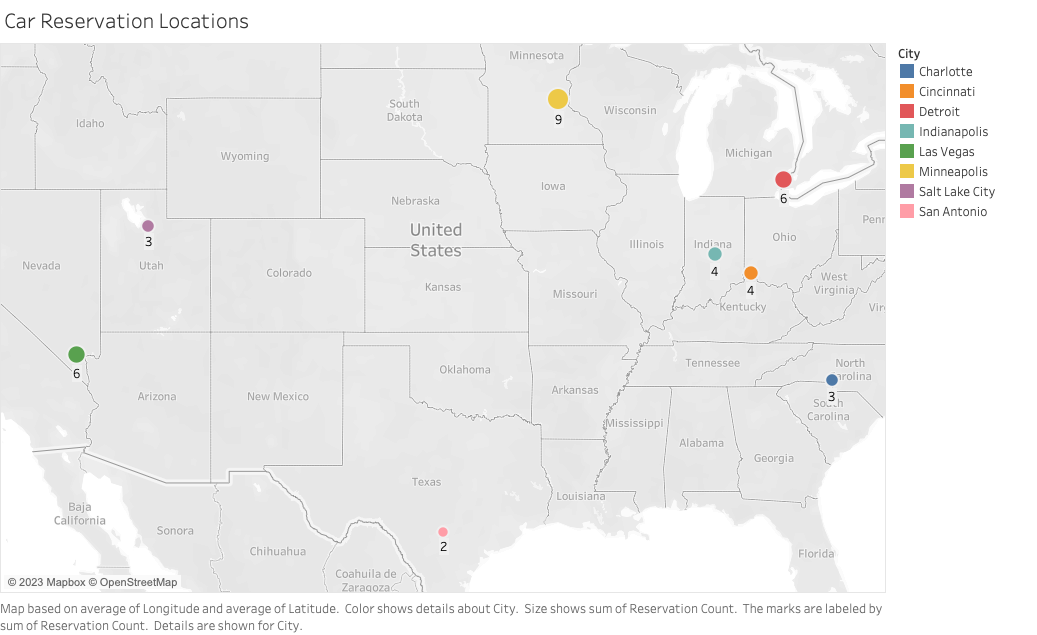 Car Reservation Locations
City
Charlotte
Cincinnati
Detroit
Indianapolis
Las Vegas
Minneapolis
Salt Lake City
San Antonio
Minnesota
9
South
Dakota
Wisconsin
Idaho
Wyoming
Michigan
6
Iowa
Nebraska
3
United
States
Nevada
Utah
Colorado
Kansas
Illinois
Indiana
4
Ohio
Penn
4
Missouri
West
Virginia
Kentucky
Vir
6
Arizona
New Mexico
Oklahoma
Arkansas
Tennessee
North
Carolina
3
South
Carolina
Mississippi
Alabama
Georgia
Texas
Louisiana
2
Florida
Baja
California
Sonora
Chihuahua
Coahuila de
Zaragoza
© 2023 Mapbox © OpenStreetMap
Map based on average of Longitude and average of Latitude.  Color shows details about City.  Size shows sum of Reservation Count.  The marks are labeled by
sum of Reservation Count.  Details are shown for City.